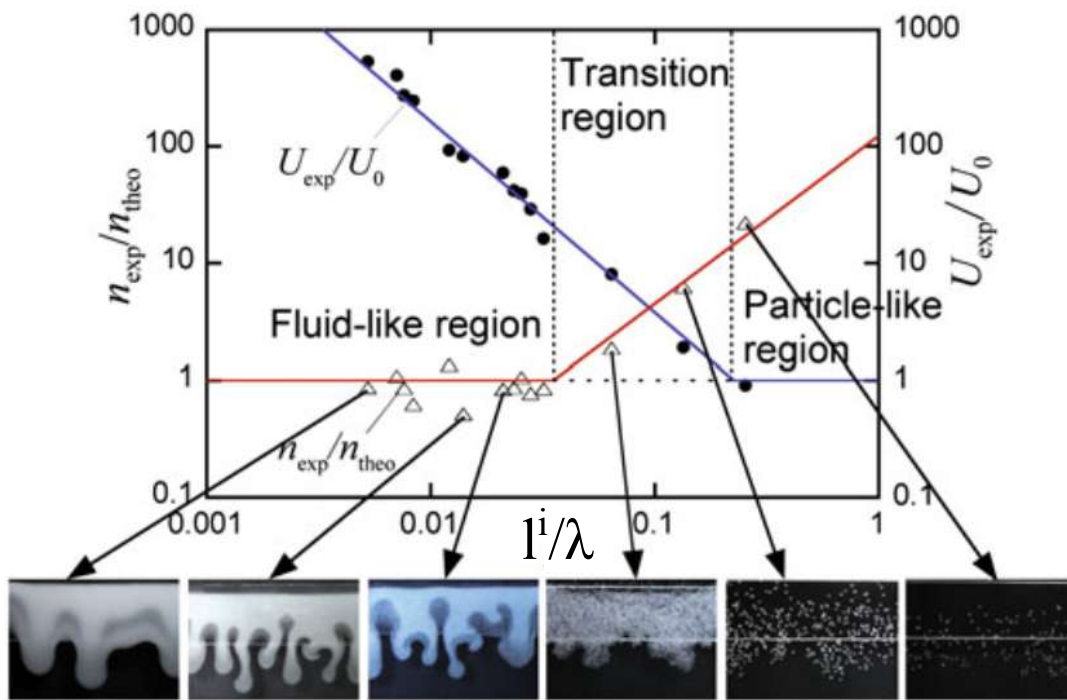 1000
1000
Transition
region
100
100
U_exp/U_0
n_exp/n_theo
U_exp/U_0
10
10
Fluid-like region
Particle-like
region
1
1
n_exp/n_theo
0.1
0.1
0.001
0.01
0.1
1
l^i/λ